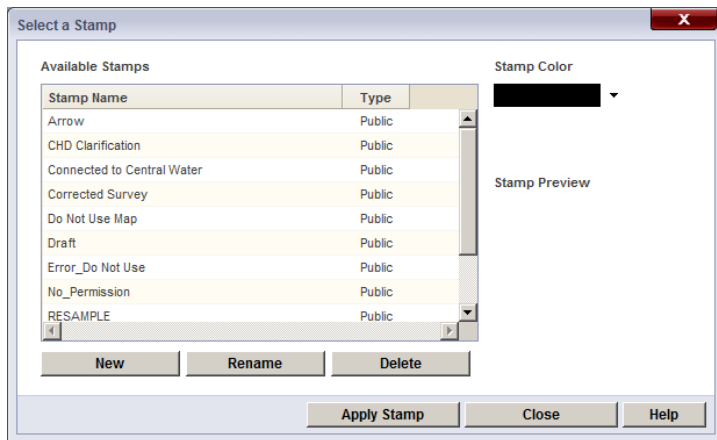 Select a Stamp
X
Available Stamps
Stamp Color
Stamp Name Type
Arrow Public
CHD Clarification Public
Connected to Central Water Public
Stamp Preview
Corrected Survey Public
Do Not Use Map Public
Draft Public
Error_Do Not Use Public
No_Permission Public
RESAMPLE Public
New Rename Delete
Apply Stamp Close Help